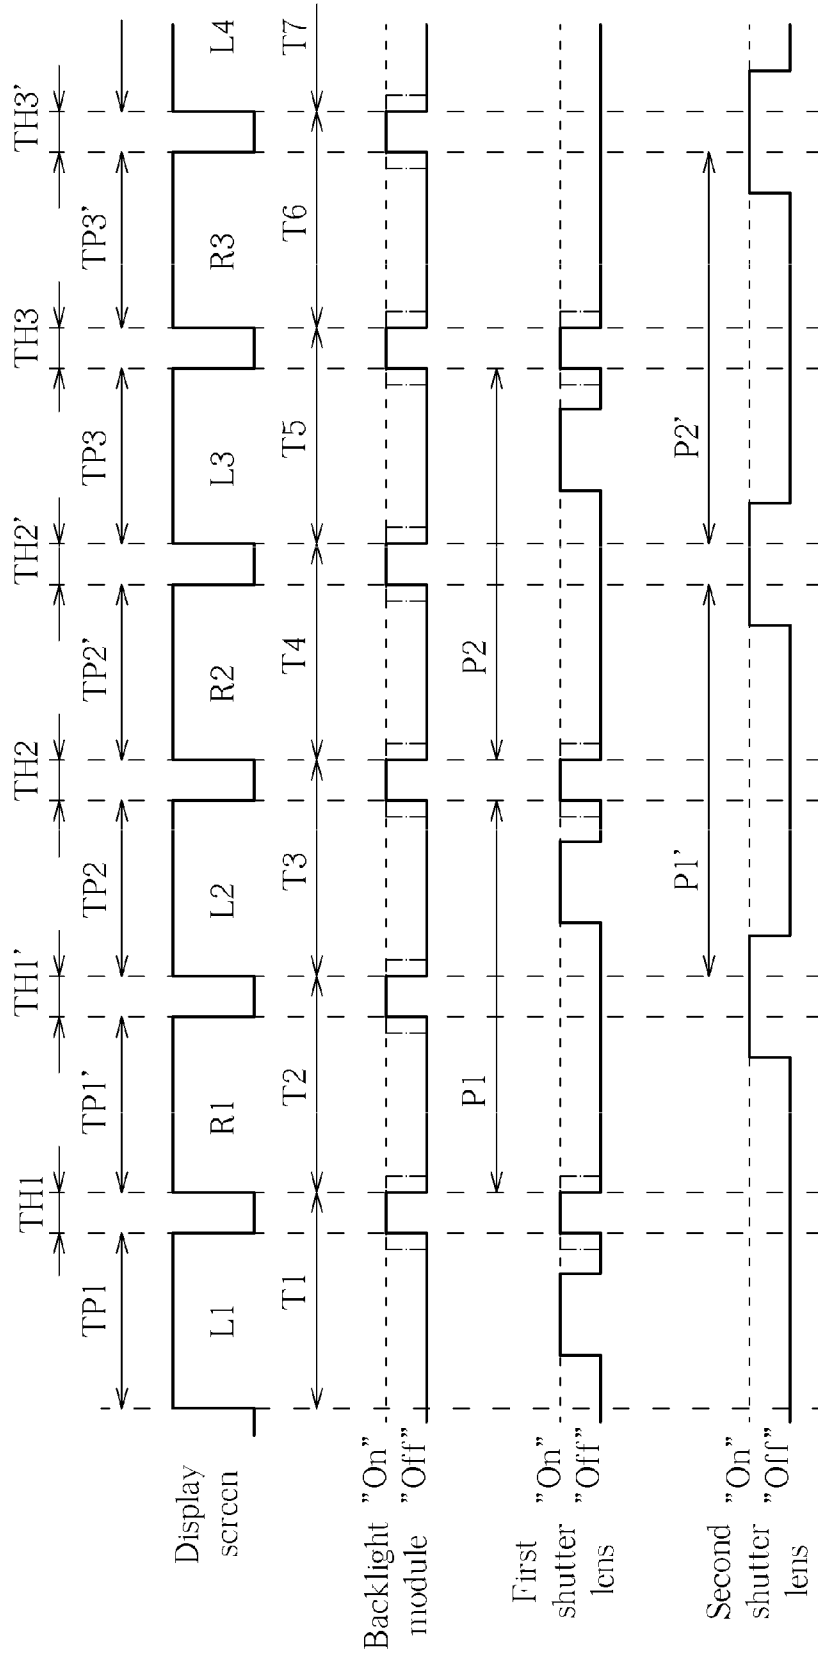 TH1 TH1' TH2 TH2' TH3 TH3'
TP1 TP1' TP2 TP2' TP3 TP3'
Display
screen
L1 R1 L2 R2 L3 R3 L4
T1 T2 T3 T4 T5 T6 T7
Backlight
module
"On"
"Off"
P1 P2
First
shutter
lens
"On"
"Off"
P1' P2'
Second
shutter
lens
"On"
"Off"